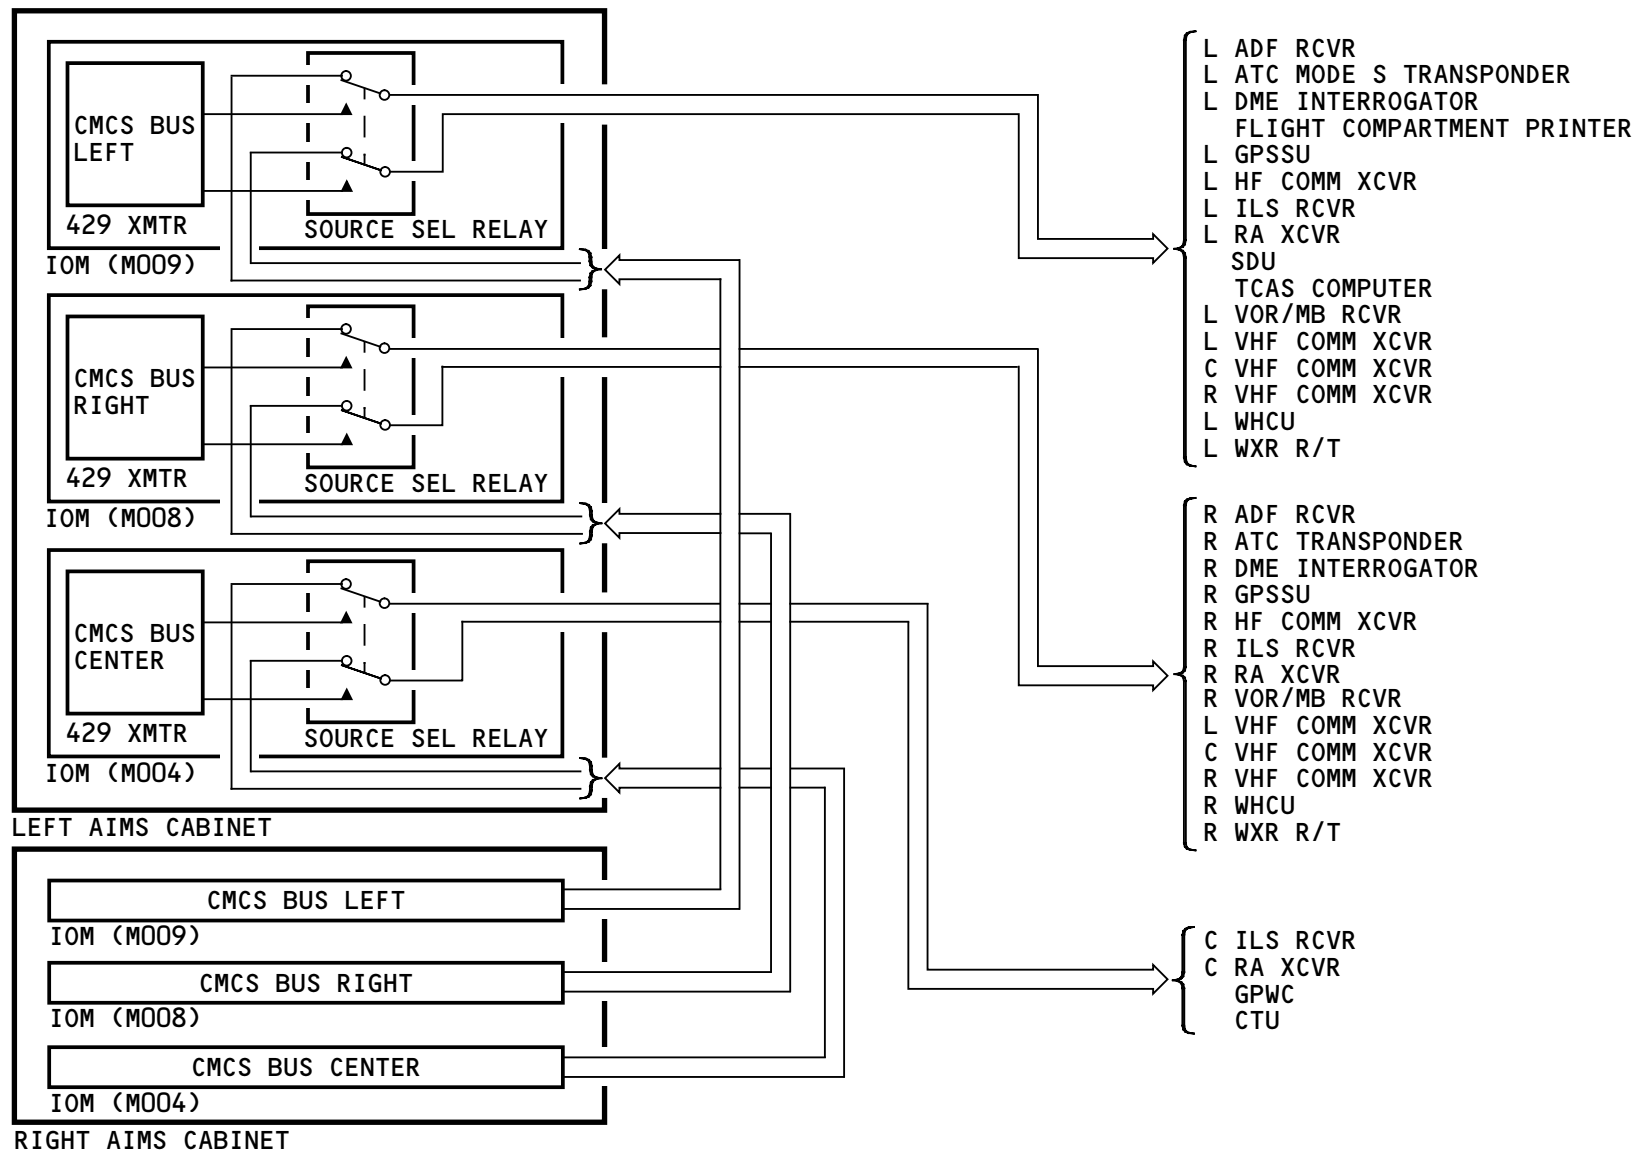 CMCS BUS
LEFT
429 XMTR
SOURCE SEL RELAY
IOM (M009)
CMCS BUS
RIGHT
429 XMTR
SOURCE SEL RELAY
IOM (M008)
CMCS BUS
CENTER
429 XMTR
SOURCE SEL RELAY
IOM (M004)
LEFT AIMS CABINET
CMCS BUS LEFT
IOM (M009)
CMCS BUS RIGHT
IOM (M008)
CMCS BUS CENTER
IOM (M004)
RIGHT AIMS CABINET
L ADF RCVR
L ATC MODE S TRANSPONDER
L DME INTERROGATOR
FLIGHT COMPARTMENT PRINTER
L GPSSU
L HF COMM XCVR
L ILS RCVR
L RA XCVR
SDU
TCAS COMPUTER
L VOR/MB RCVR
L VHF COMM XCVR
C VHF COMM XCVR
R VHF COMM XCVR
L WHCU
L WXR R/T
R ADF RCVR
R ATC TRANSPONDER
R DME INTERROGATOR
R GPSSU
R HF COMM XCVR
R ILS RCVR
R RA XCVR
R VOR/MB RCVR
L VHF COMM XCVR
C VHF COMM XCVR
R VHF COMM XCVR
R WHCU
R WXR R/T
C ILS RCVR
C RA XCVR
GPWC
CTU